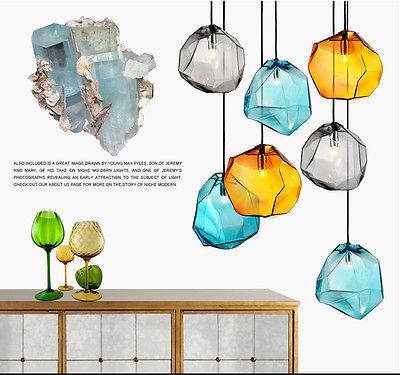 ALSO INCLUDED IS A GREAT IMAGE DRAWN BY YOUNG MAX PYLES, SON OF JEREMY
AND MARY, OF HIS TAKE ON NICHE MODERN LIGHTS, AND ONE OF JEREMY'S
PHOTOGRAPHS REVEALING AN EARLY ATTRACTION TO THE SUBJECT OF LIGHT.
CHECK OUT OUR ABOUT US PAGE FOR MORE ON THE STORY OF NICHE MODERN